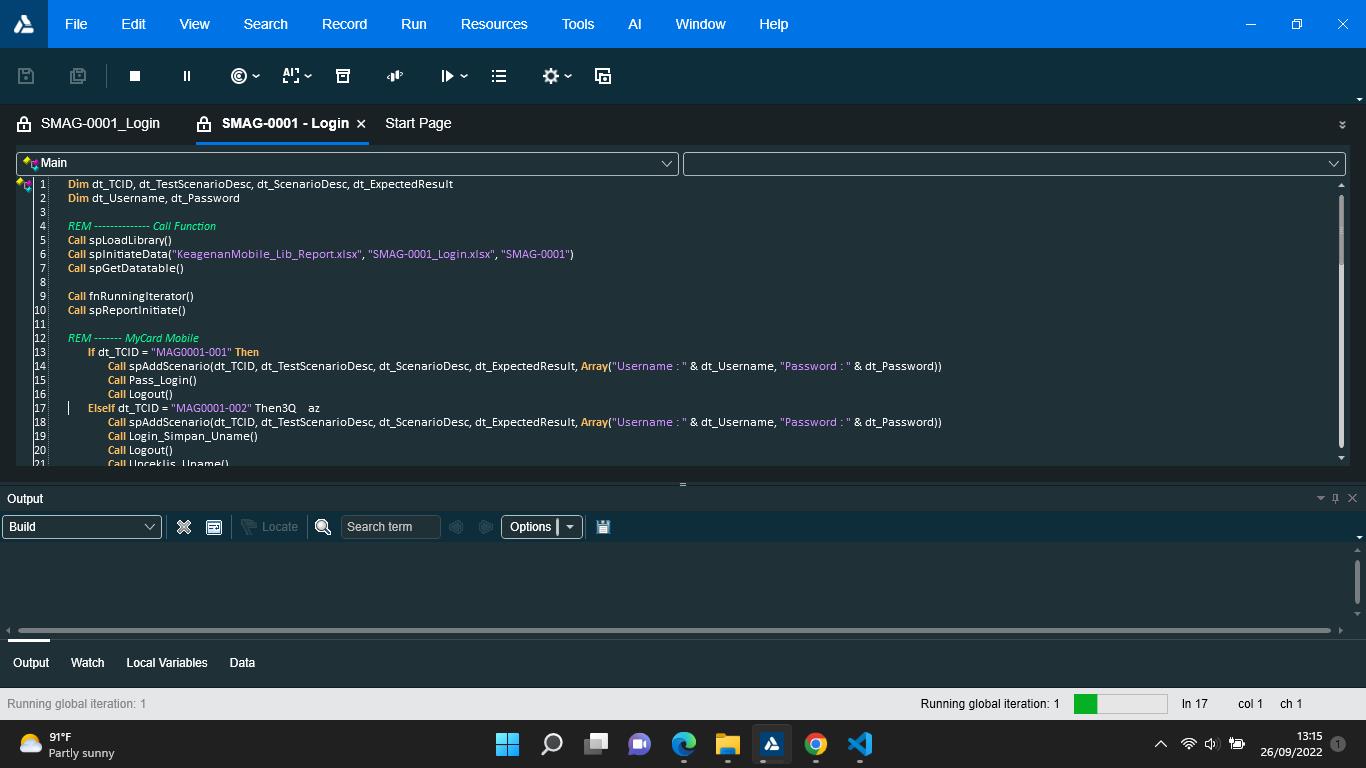 File Edit View Search Record Run Resources Tools AI Window Help
SMAG-0001_Login SMAG-0001 - Login Start Page
Main
1 Dim dt_TCID, dt_TestScenarioDesc, dt_ScenarioDesc, dt_ExpectedResult
2 Dim dt_Username, dt_Password
3
4 REM -------------- Call Function
5 Call spLoadLibrary()
6 Call spInitiateData("KeagenanMobile_Lib_Report.xlsx", "SMAG-0001_Login.xlsx", "SMAG-0001")
7 Call spGetDatatable()
8
9 Call fnRunningIterator()
10 Call spReportInitiate()
11
12 REM ------- MyCard Mobile
13 If dt_TCID = "MAG0001-001" Then
14 Call spAddScenario(dt_TCID, dt_TestScenarioDesc, dt_ScenarioDesc, dt_ExpectedResult, Array("Username : " & dt_Username, "Password : " & dt_Password))
15 Call Pass_Login()
16 Call Logout()
17 ElseIf dt_TCID = "MAG0001-002" Then3Q az
18 Call spAddScenario(dt_TCID, dt_TestScenarioDesc, dt_ScenarioDesc, dt_ExpectedResult, Array("Username : " & dt_Username, "Password : " & dt_Password))
19 Call Login_Simpan_Uname()
20 Call Logout()
21 Call Unceklis_Uname()
Output
Build Locate Search term Options
Output Watch Local Variables Data
Running global iteration: 1 Running global iteration: 1 ln 17 col 1 ch 1
91°F
Partly sunny
13:15
26/09/2022 1